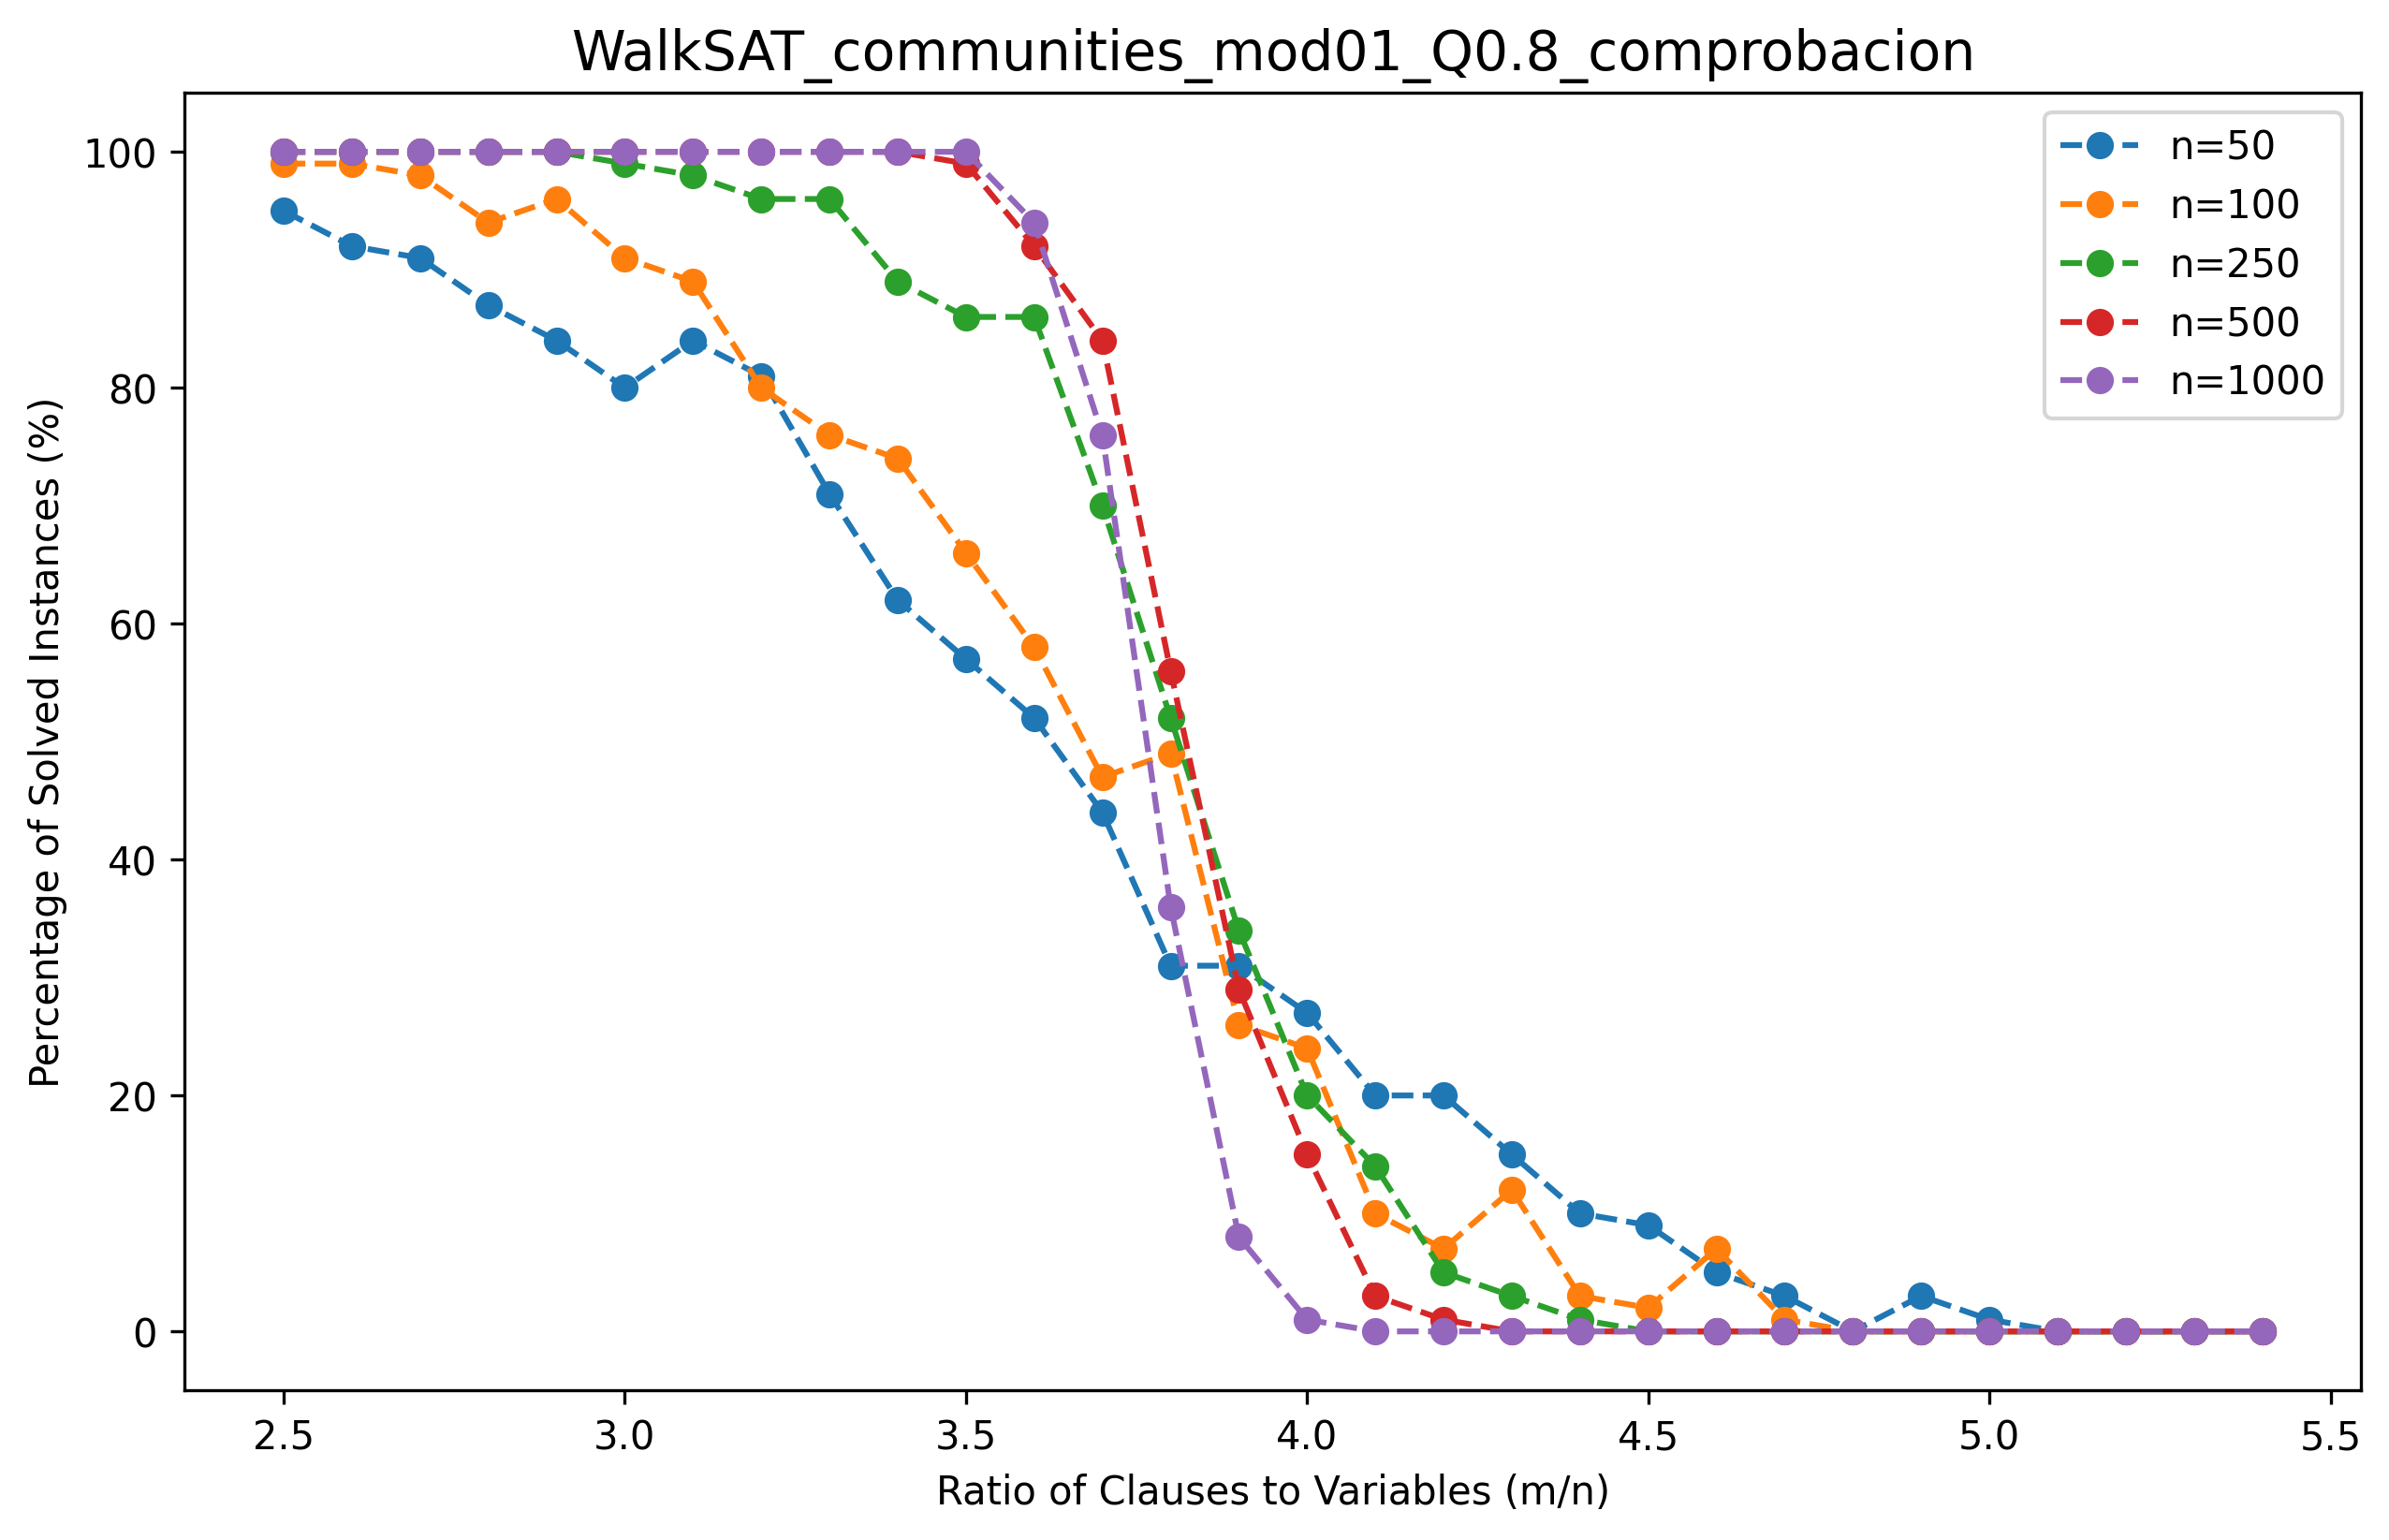 WalkSAT_communities_mod01_Q0.8_comprobacion
n=50
n=100
n=250
n=500
n=1000
Percentage of Solved Instances (%)
100
80
60
40
20
0
2.5 3.0 3.5 4.0 4.5 5.0 5.5
Ratio of Clauses to Variables (m/n)